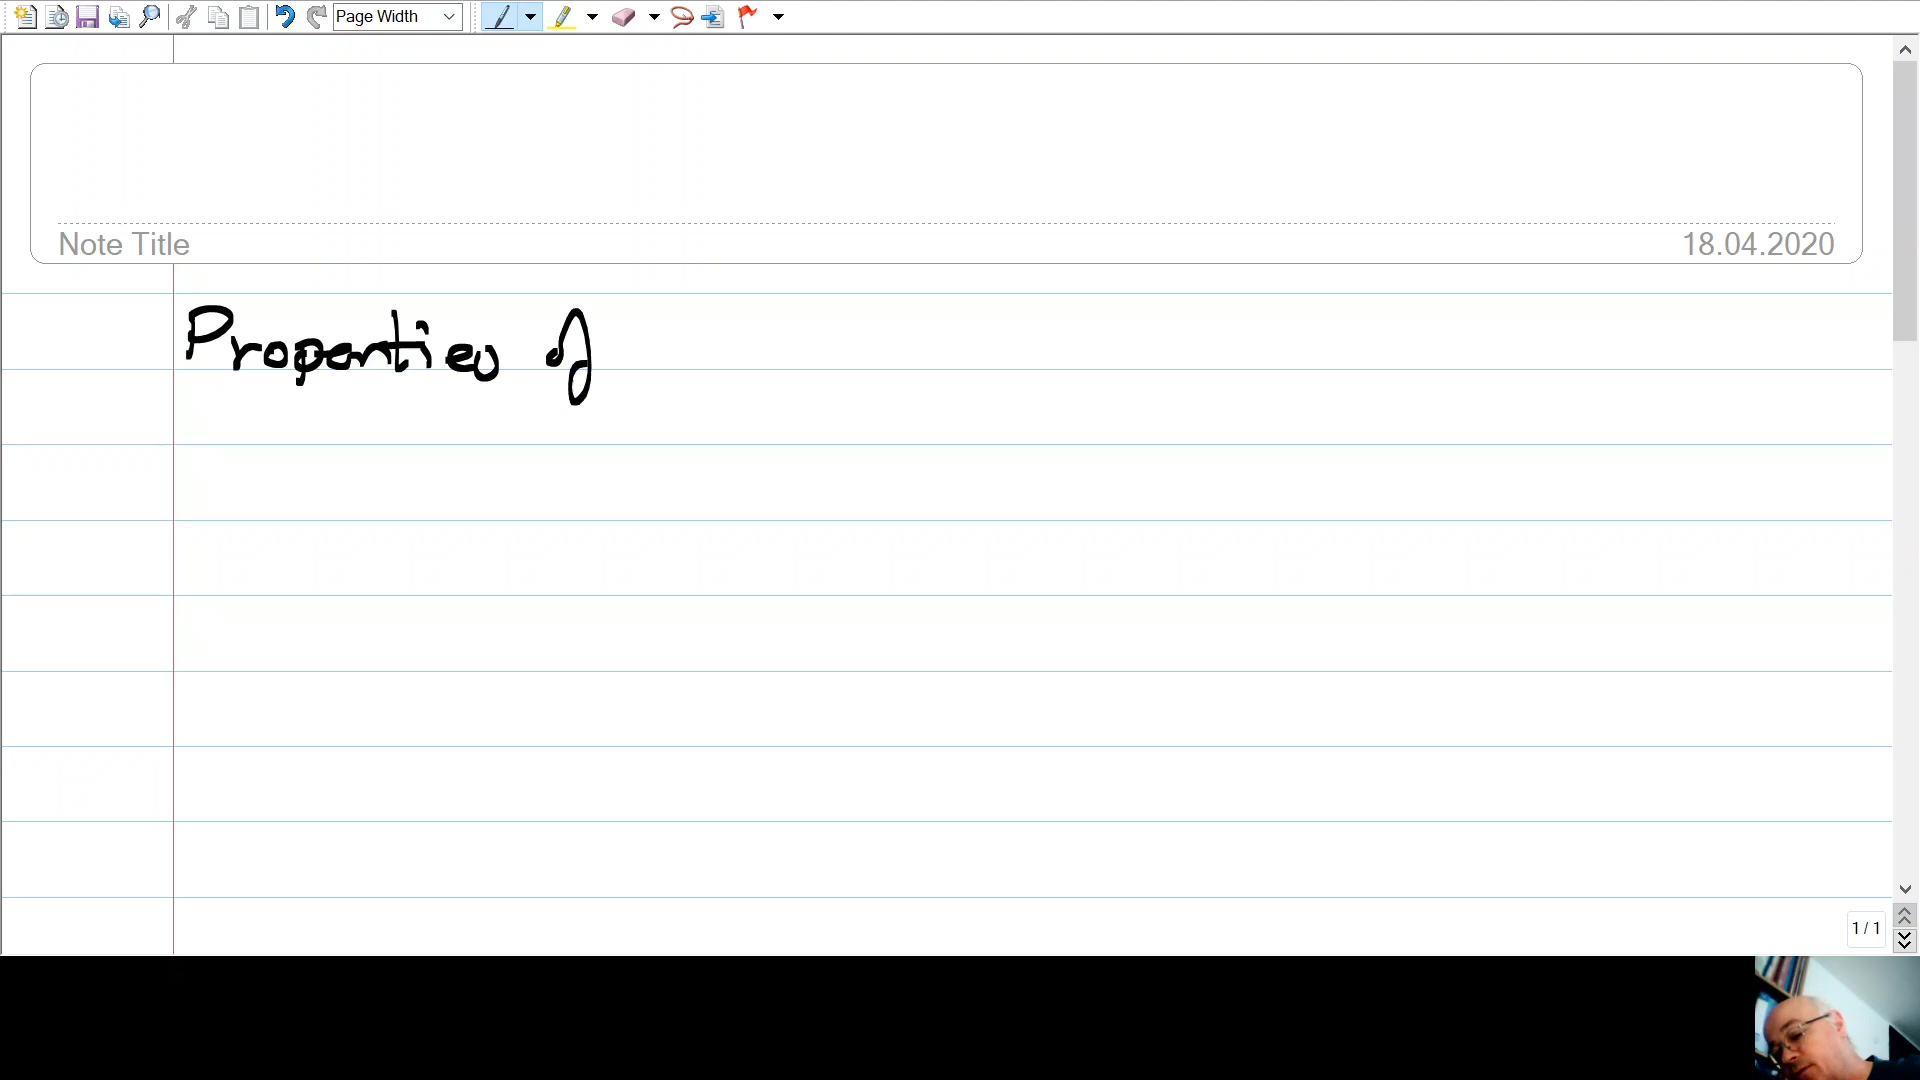 Page Width
Note Title
18.04.2020
Properties of
1 / 1